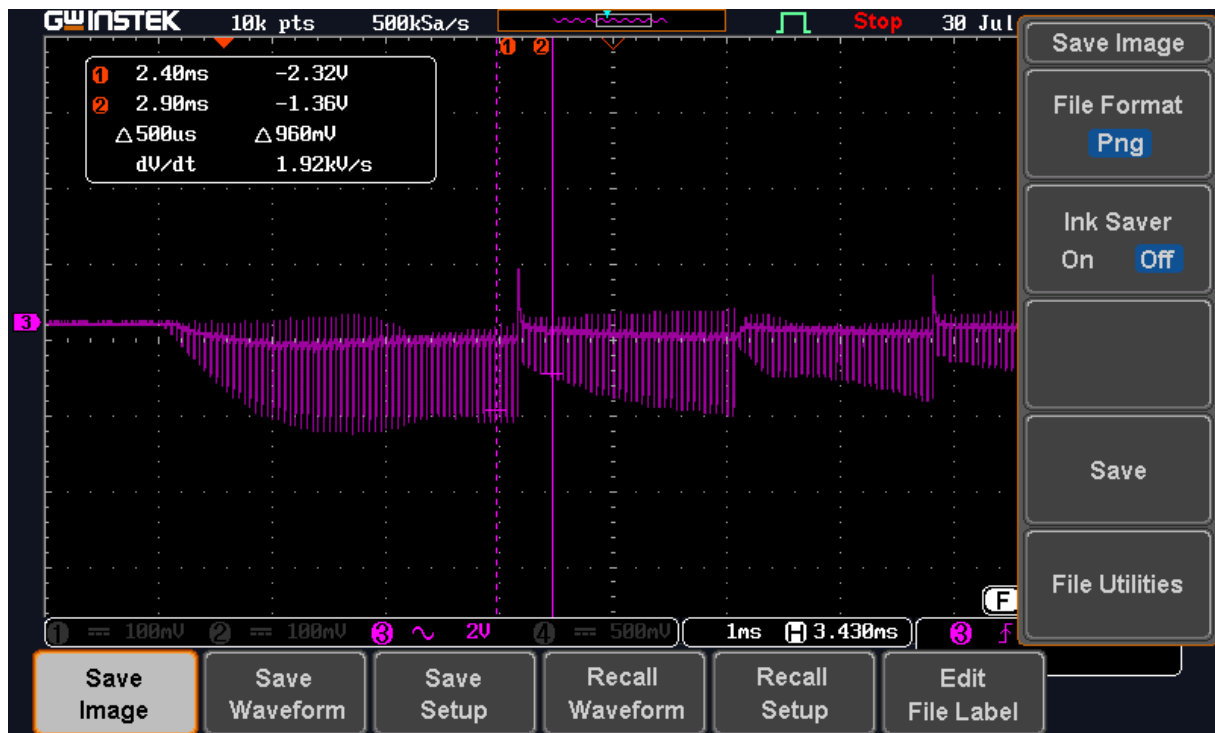 GWINSTEK 10k pts 500kSa/s Stop 30 Jul
Save Image
1 2
1 2.40ms -2.32V
2 2.90ms -1.36V
△500us △960mV
dV/dt 1.92kV/s
File Format
Png
Ink Saver
On Off
3
Save
File Utilities
F
1 100mV 2 100mV 3 2V 4 500mV 1ms H 3.430ms 3
Save Image
Save Waveform
Save Setup
Recall Waveform
Recall Setup
Edit File Label